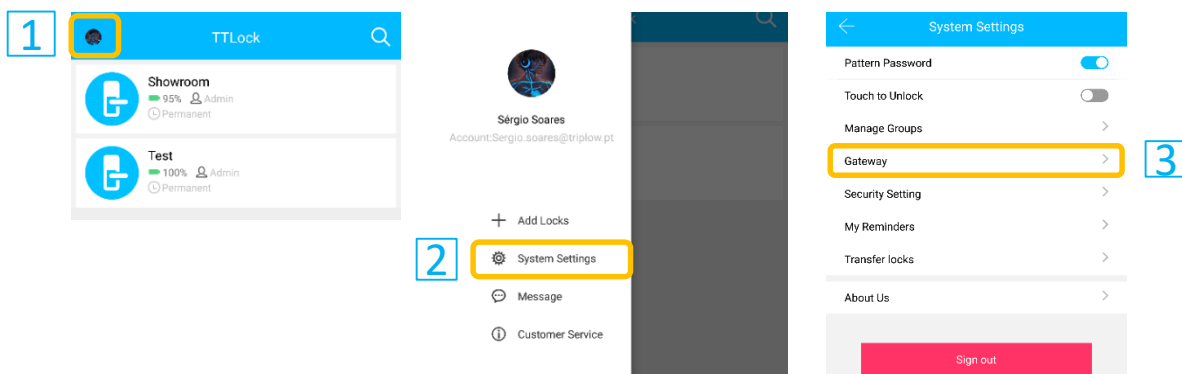 1
TTLock
Showroom
95% Admin
Permanent
Test
100% Admin
Permanent
Sérgio Soares
Account:Sergio.soares@triplow.pt
Add Locks
2
System Settings
Message
Customer Service
System Settings
Pattern Password
Touch to Unlock
Manage Groups
Gateway
3
Security Setting
My Reminders
Transfer locks
About Us
Sign out